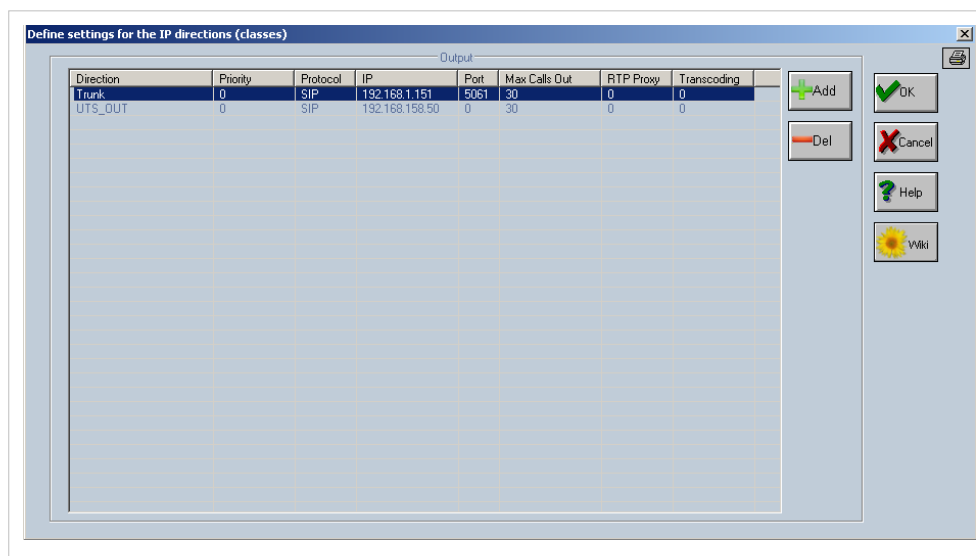 Define settings for the IP directions (classes)
Output
Direction Priority Protocol IP Port Max Calls Out RTP Proxy Transcoding
Trunk 0 SIP 192.168.1.151 5061 30 0 0
UTS_OUT 0 SIP 192.168.158.50 0 30 0 0
Add
Del
OK
Cancel
Help
Wiki